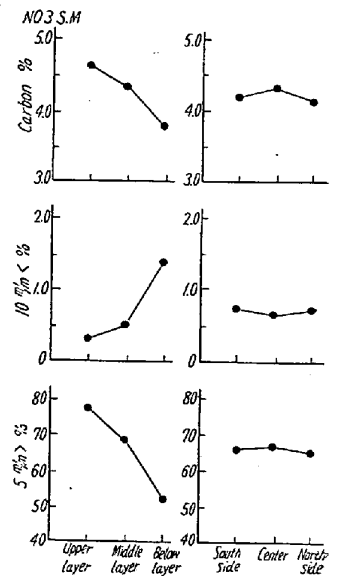 NO3 S.M
5.0
4.0
3.0
Carbon %
5.0
4.0
3.0
2.0
1.0
0
10 m/m < %
2.0
1.0
0
80
70
60
50
40
5 m/m > %
80
70
60
50
40
Upper layer
Middle layer
Below layer
South side
Center
North side